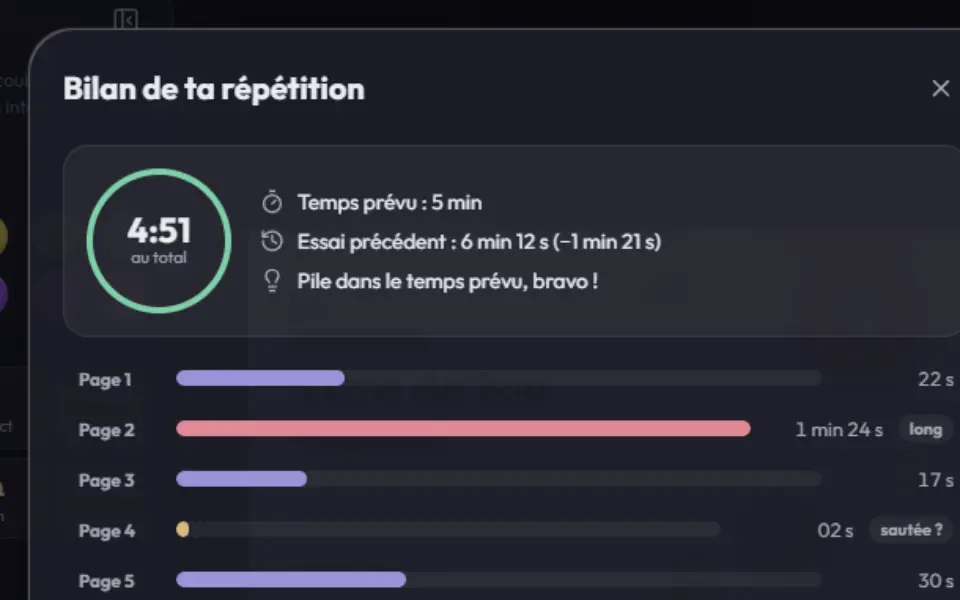 Bilan de ta répétition
4:51
au total
Temps prévu : 5 min
Essai précédent : 6 min 12 s (−1 min 21 s)
Pile dans le temps prévu, bravo !
Page 1 22 s
Page 2 1 min 24 s long
Page 3 17 s
Page 4 02 s sautée ?
Page 5 30 s